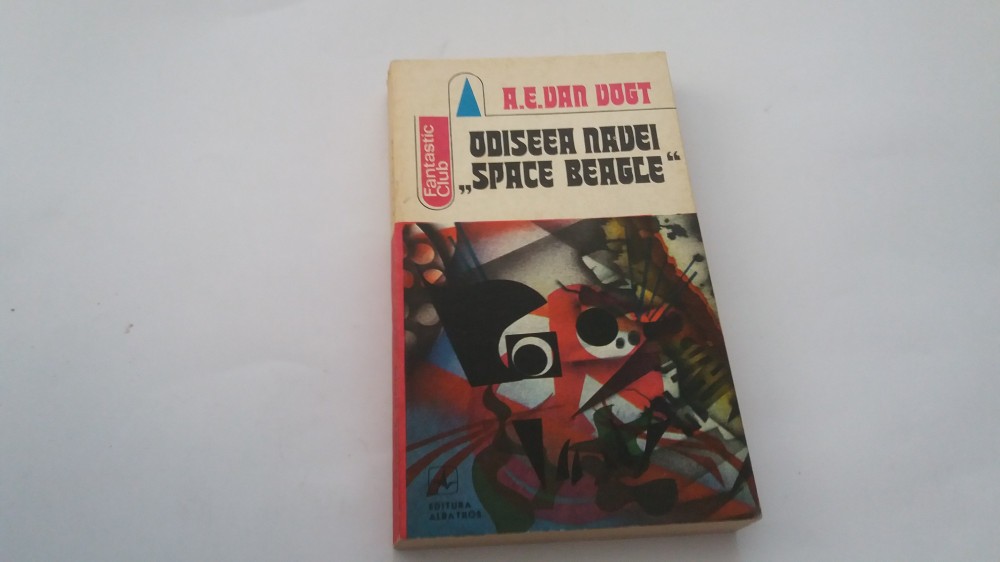 A.E.VAN VOGT
Fantastic
Club
ODISEEA NAVEI
„SPACE BEAGLE“
EDITURA
ALBATROS